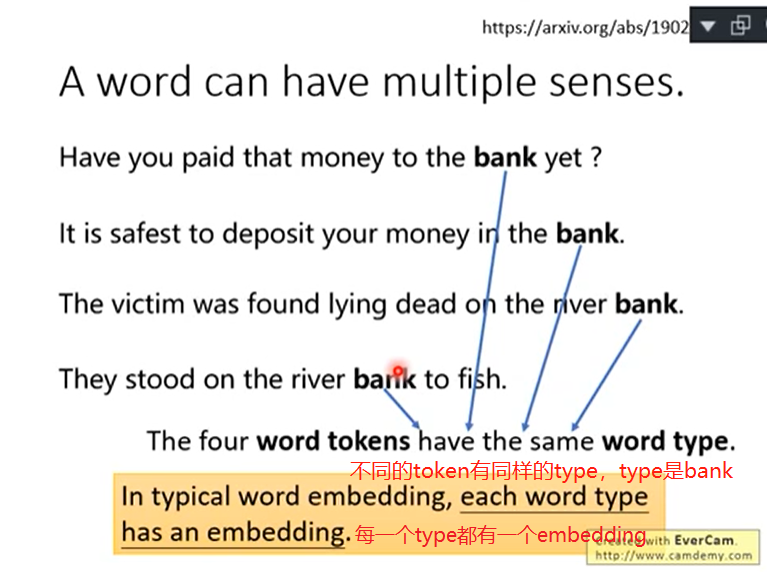 https://arxiv.org/abs/1902
A word can have multiple senses.
Have you paid that money to the bank yet ?
It is safest to deposit your money in the bank.
The victim was found lying dead on the river bank.
They stood on the river bank to fish.
The four word tokens have the same word type.
不同的token有同样的type，type是bank
In typical word embedding, each word type
has an embedding.每一个type都有一个embedding
created with EverCam.
http://www.camdemy.com